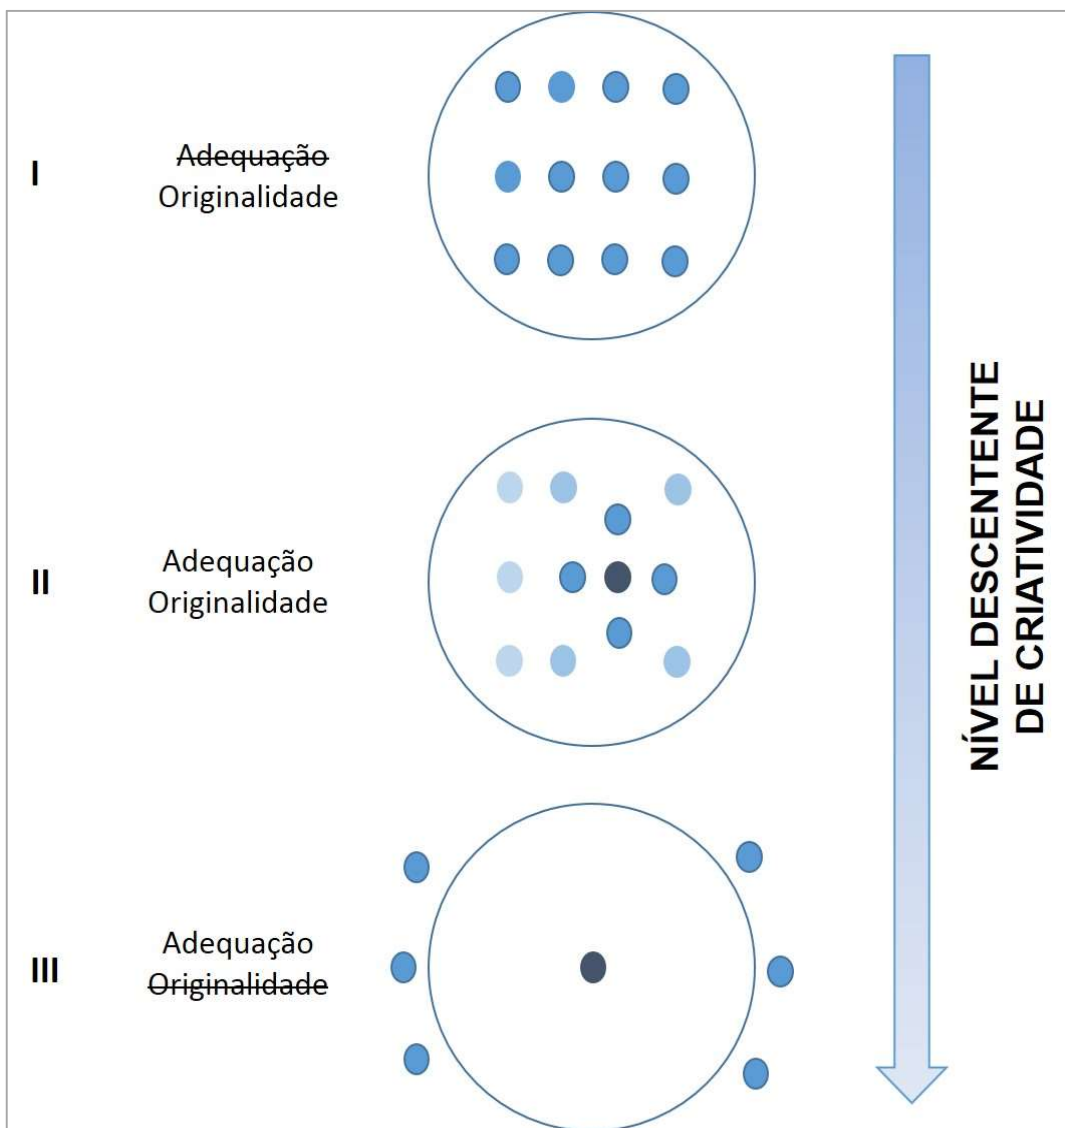 I
~~Adequação~~
Originalidade
II
Adequação
Originalidade
III
Adequação
~~Originalidade~~
NÍVEL DESCENTENTE
DE CRIATIVIDADE